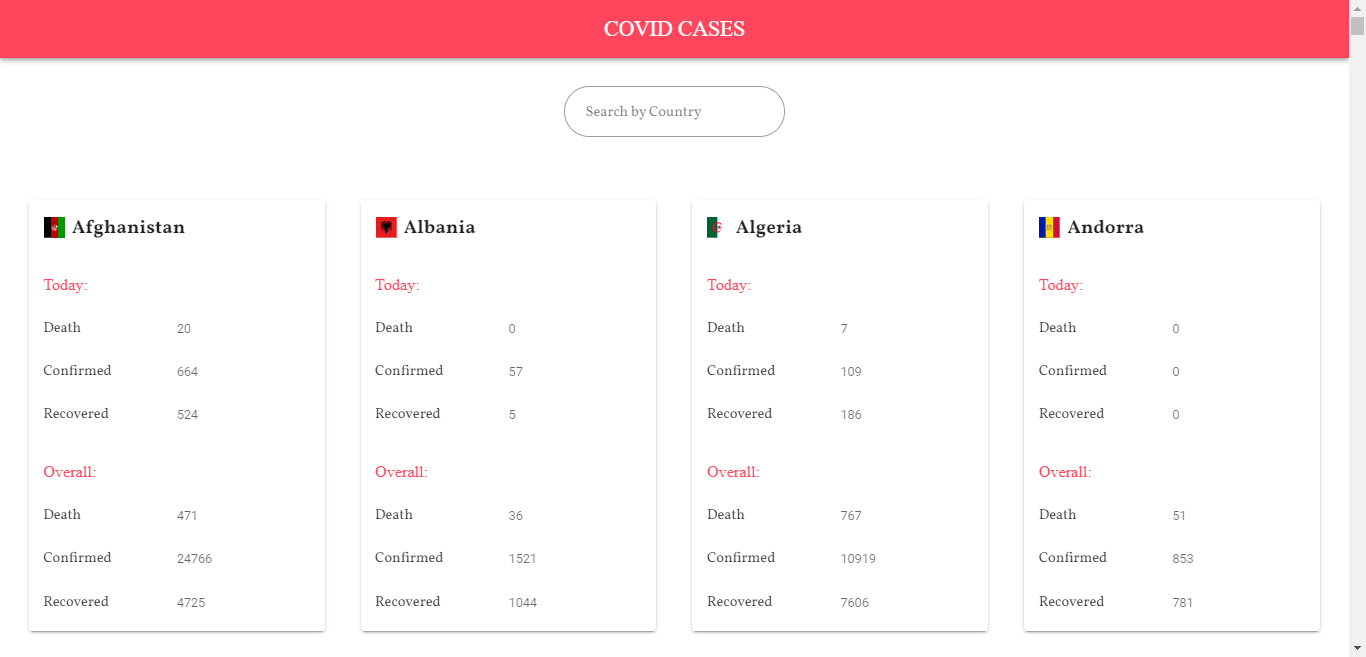 COVID CASES
Search by Country
Afghanistan
Today:
Death 20
Confirmed 664
Recovered 524
Overall:
Death 471
Confirmed 24766
Recovered 4725
Albania
Today:
Death 0
Confirmed 57
Recovered 5
Overall:
Death 36
Confirmed 1521
Recovered 1044
Algeria
Today:
Death 7
Confirmed 109
Recovered 186
Overall:
Death 767
Confirmed 10919
Recovered 7606
Andorra
Today:
Death 0
Confirmed 0
Recovered 0
Overall:
Death 51
Confirmed 853
Recovered 781